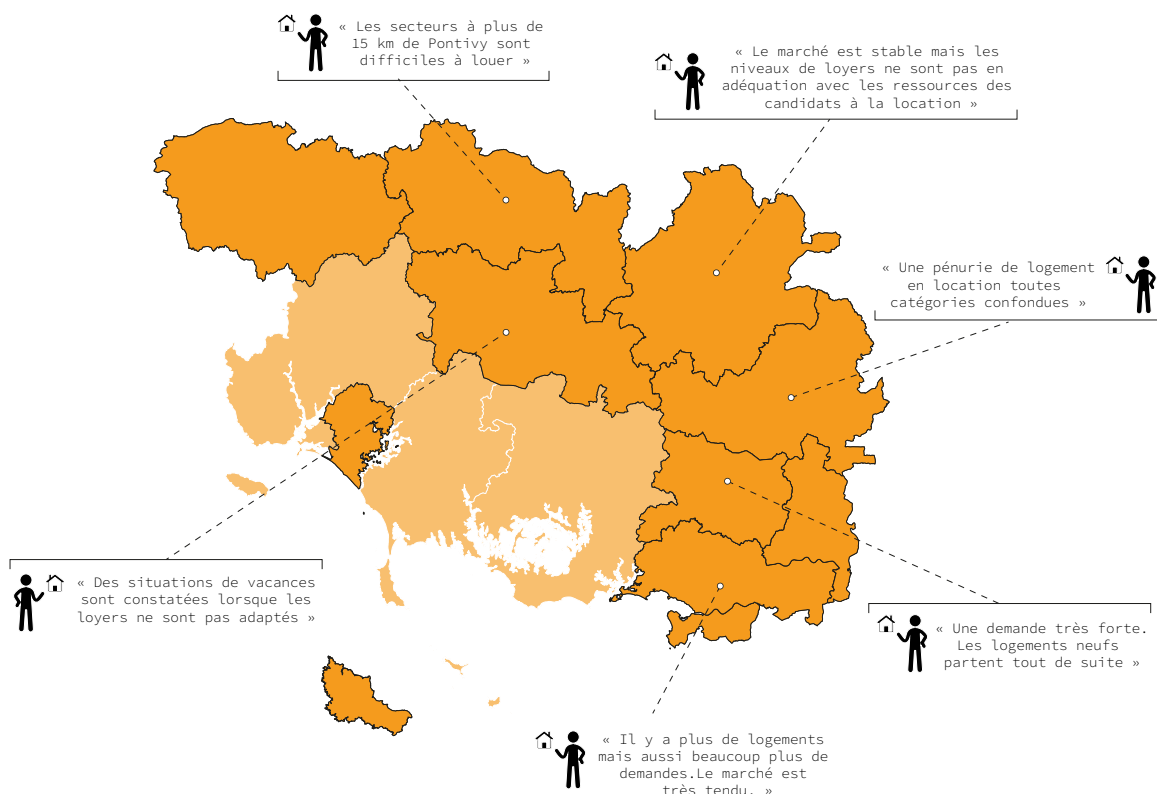 « Les secteurs à plus de
15 km de Pontivy sont
difficiles à louer »
« Le marché est stable mais les
niveaux de loyers ne sont pas en
adéquation avec les ressources des
candidats à la location »
« Une pénurie de logement
en location toutes
catégories confondues »
« Des situations de vacances
sont constatées lorsque les
loyers ne sont pas adaptés »
« Une demande très forte.
Les logements neufs
partent tout de suite »
« Il y a plus de logements
mais aussi beaucoup plus de
demandes.Le marché est
très tendu. »